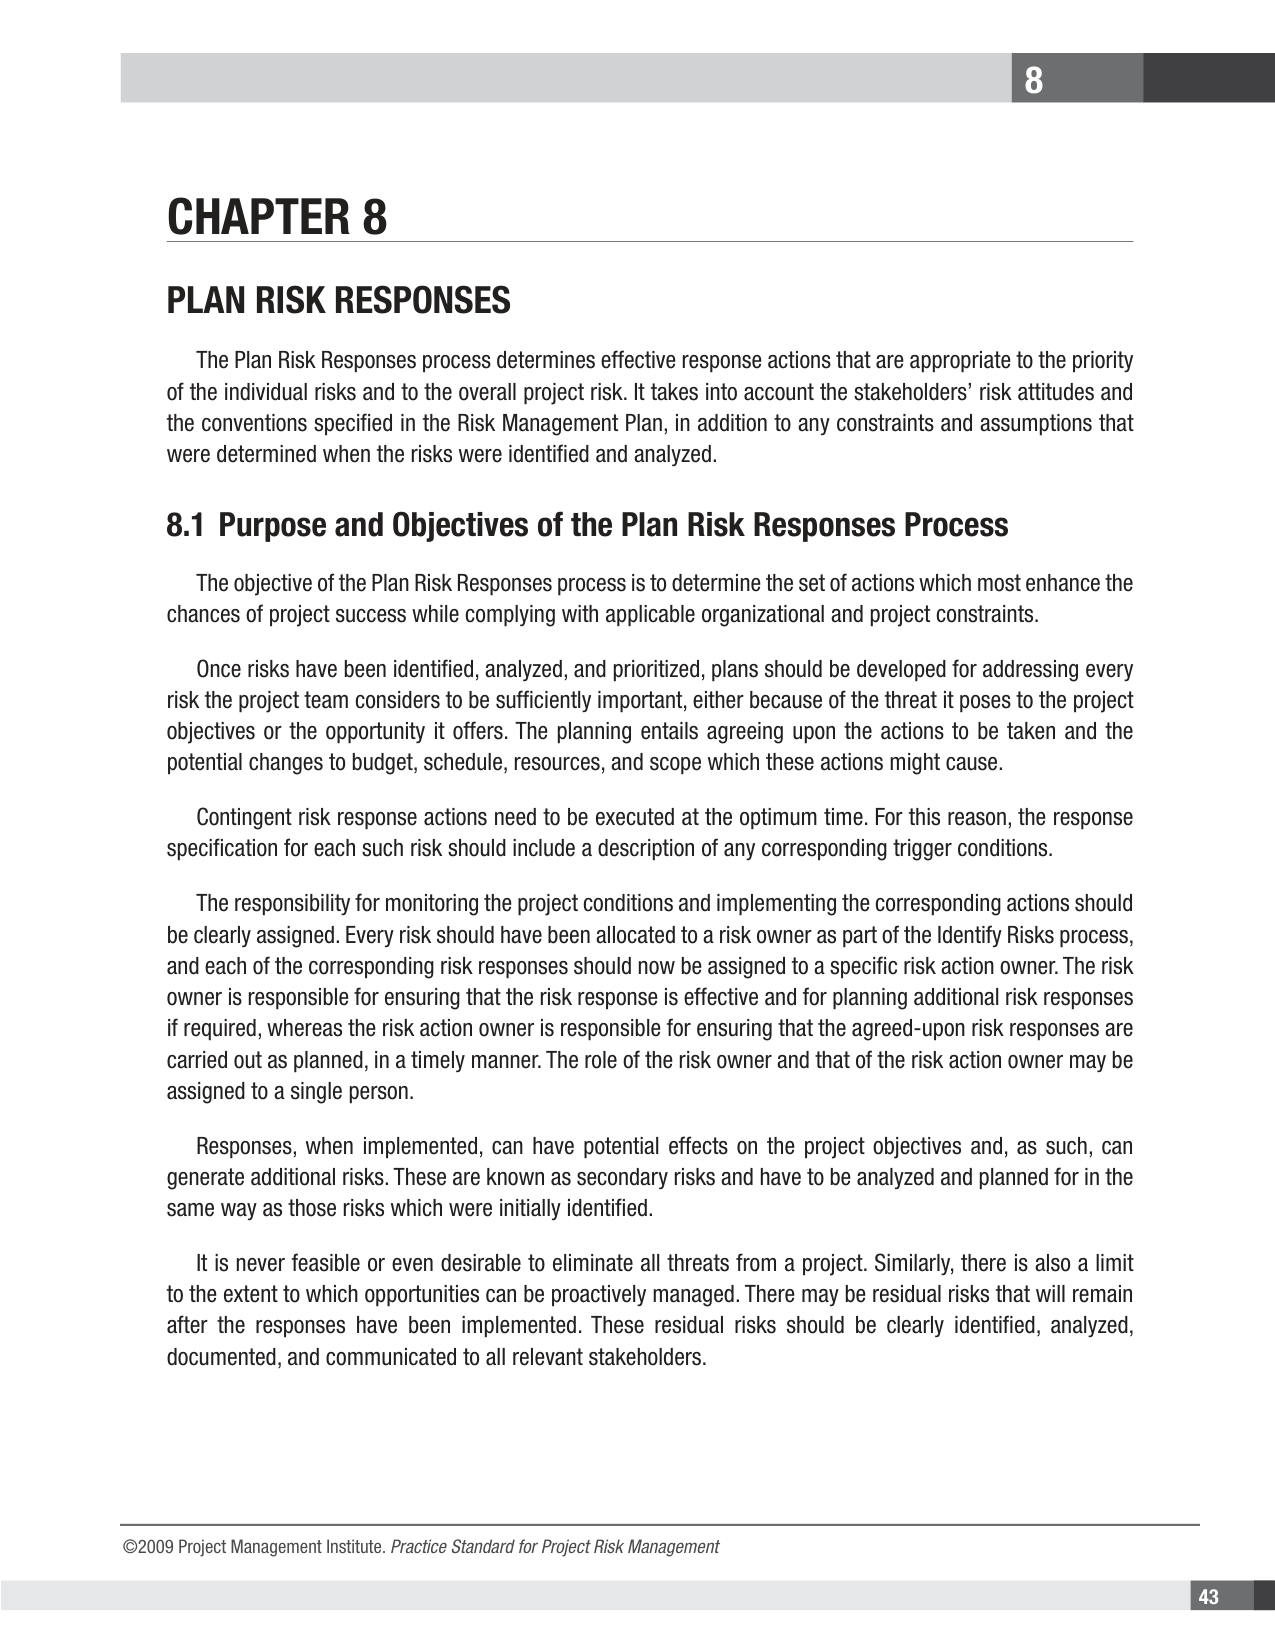 8
CHAPTER 8
PLAN RISK RESPONSES
The Plan Risk Responses process determines effective response actions that are appropriate to the priority
of the individual risks and to the overall project risk. It takes into account the stakeholders’ risk attitudes and
the conventions specified in the Risk Management Plan, in addition to any constraints and assumptions that
were determined when the risks were identified and analyzed.
8.1 Purpose and Objectives of the Plan Risk Responses Process
The objective of the Plan Risk Responses process is to determine the set of actions which most enhance the
chances of project success while complying with applicable organizational and project constraints.
Once risks have been identified, analyzed, and prioritized, plans should be developed for addressing every
risk the project team considers to be sufficiently important, either because of the threat it poses to the project
objectives or the opportunity it offers. The planning entails agreeing upon the actions to be taken and the
potential changes to budget, schedule, resources, and scope which these actions might cause.
Contingent risk response actions need to be executed at the optimum time. For this reason, the response
specification for each such risk should include a description of any corresponding trigger conditions.
The responsibility for monitoring the project conditions and implementing the corresponding actions should
be clearly assigned. Every risk should have been allocated to a risk owner as part of the Identify Risks process,
and each of the corresponding risk responses should now be assigned to a specific risk action owner. The risk
owner is responsible for ensuring that the risk response is effective and for planning additional risk responses
if required, whereas the risk action owner is responsible for ensuring that the agreed-upon risk responses are
carried out as planned, in a timely manner. The role of the risk owner and that of the risk action owner may be
assigned to a single person.
Responses, when implemented, can have potential effects on the project objectives and, as such, can
generate additional risks. These are known as secondary risks and have to be analyzed and planned for in the
same way as those risks which were initially identified.
It is never feasible or even desirable to eliminate all threats from a project. Similarly, there is also a limit
to the extent to which opportunities can be proactively managed. There may be residual risks that will remain
after the responses have been implemented. These residual risks should be clearly identified, analyzed,
documented, and communicated to all relevant stakeholders.
©2009 Project Management Institute. Practice Standard for Project Risk Management
43